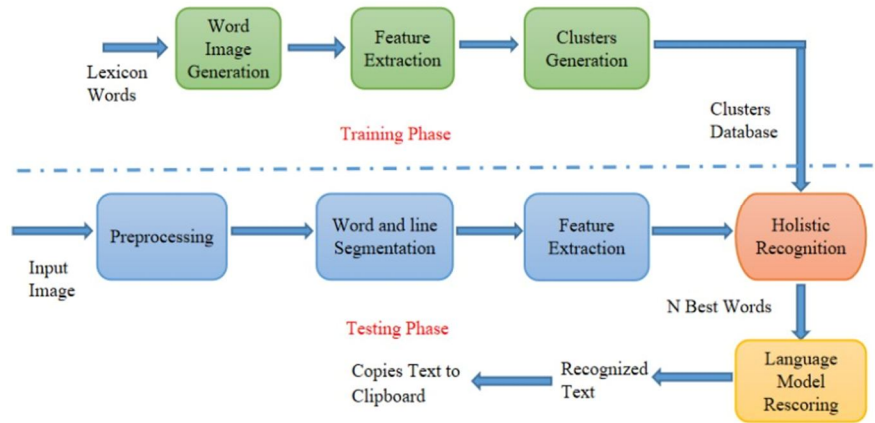 Word
Image
Generation
Feature
Extraction
Clusters
Generation
Lexicon
Words
Clusters
Database
Training Phase
Preprocessing
Word and line
Segmentation
Feature
Extraction
Holistic
Recognition
Input
Image
N Best Words
Testing Phase
Language
Model
Rescoring
Recognized
Text
Copies Text to
Clipboard